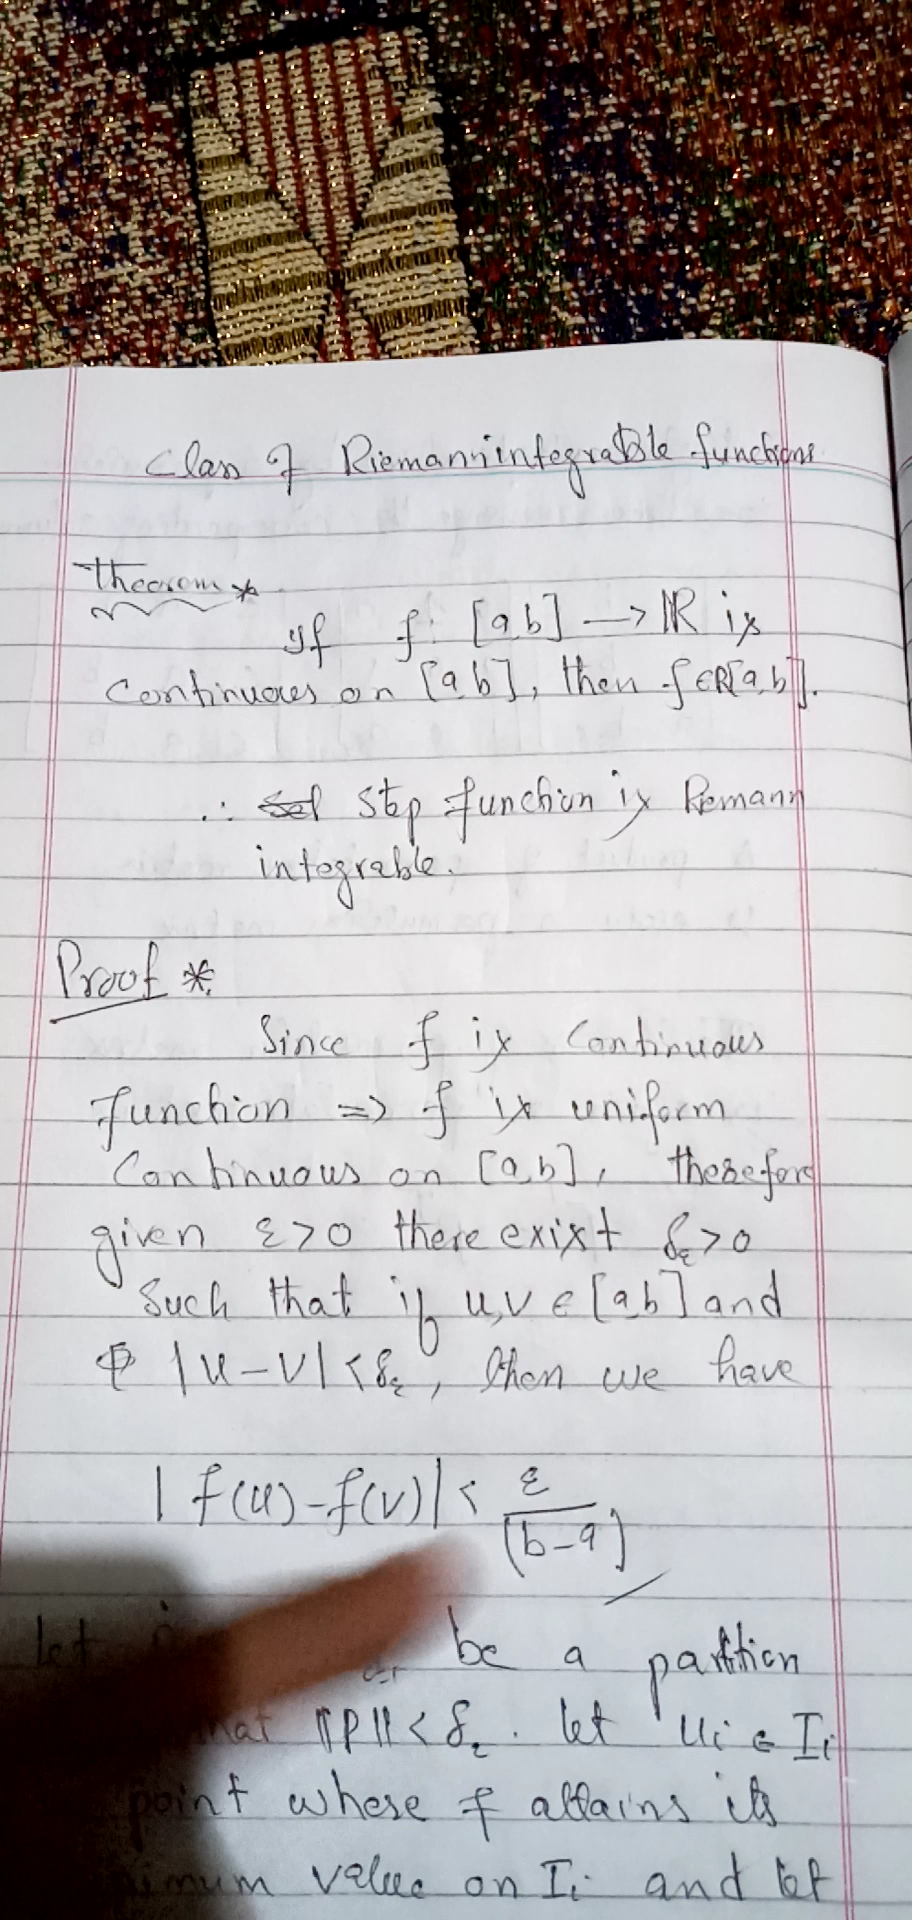 Class of Riemann integrable functions
Theorem *
If f: [a,b] → ℝ is
Continuous on [a,b], then f ∈ R[a,b].
∴ Step function is Remann
integrable.
Proof *
Since f is Continuous
function => f is uniform
Continuous on [a,b], therefore
given ε>0 there exist δε>0
Such that if u,v ∈ [a,b] and
|u-v|<δε, then we have
|f(u)-f(v)| < ε/(b-a)
let be a partition
||P||<δε. let ui ∈ Ii
point where f attains its
value on Ii and let